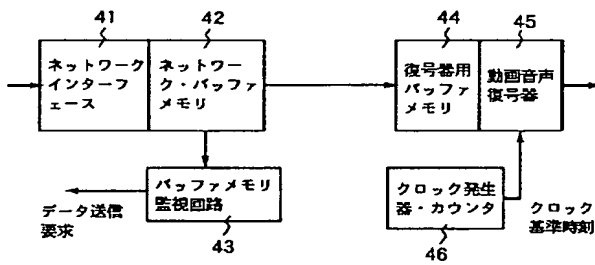 41
42
44
45
ネットワーク
インターフ
ェース
ネットワー
ク・バッファ
メモリ
復号器用
バッファ
メモリ
動画音声
復号器
バッファメモリ
監視回路
クロック発生
器・カウンタ
データ送信
要求
クロック
基準時刻
43
46